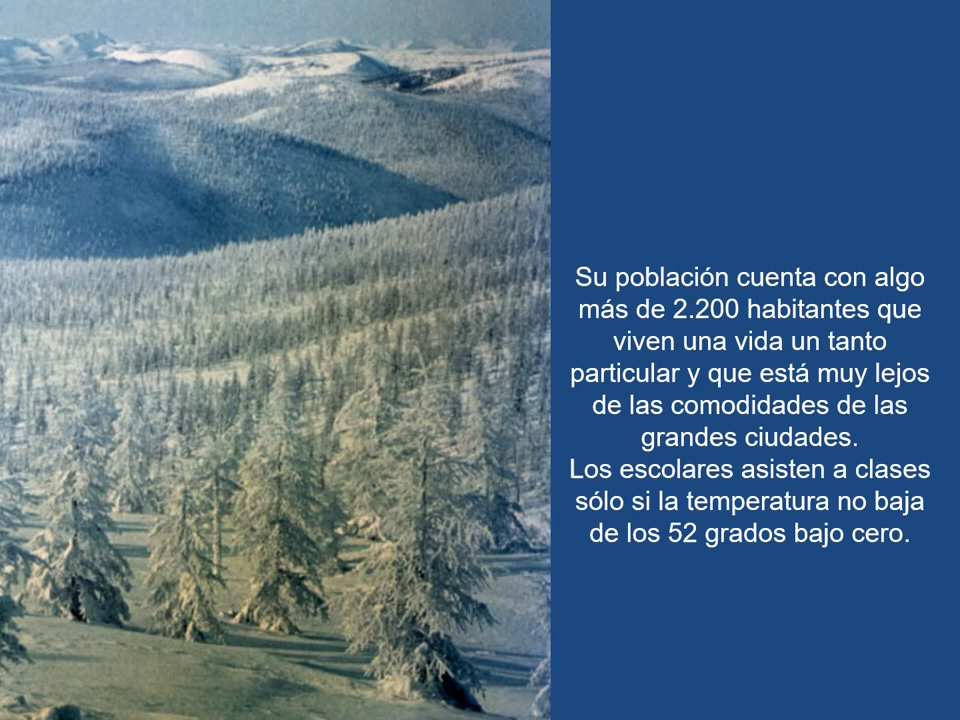 Su población cuenta con algo
más de 2.200 habitantes que
viven una vida un tanto
particular y que está muy lejos
de las comodidades de las
grandes ciudades.
Los escolares asisten a clases
sólo si la temperatura no baja
de los 52 grados bajo cero.